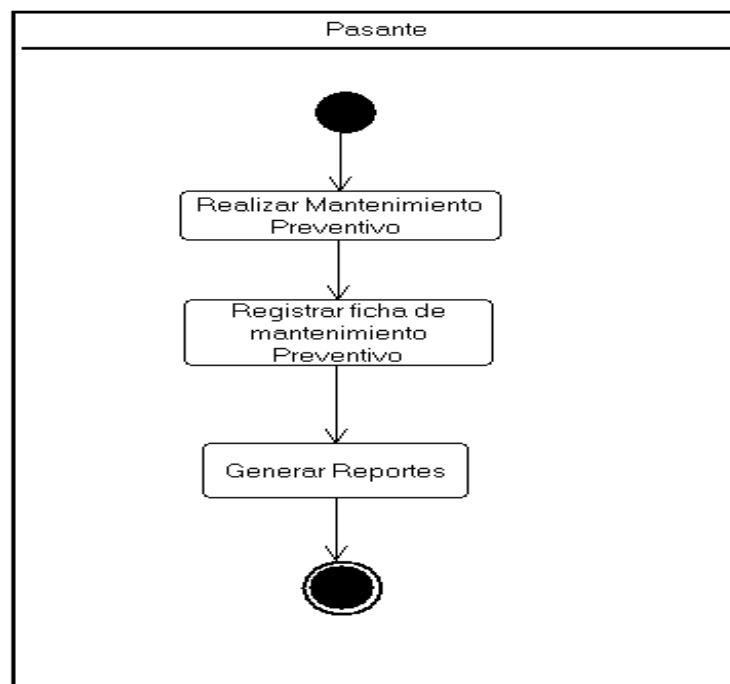 Pasante
Realizar Mantenimiento
Preventivo
Registrar ficha de
mantenimiento
Preventivo
Generar Reportes